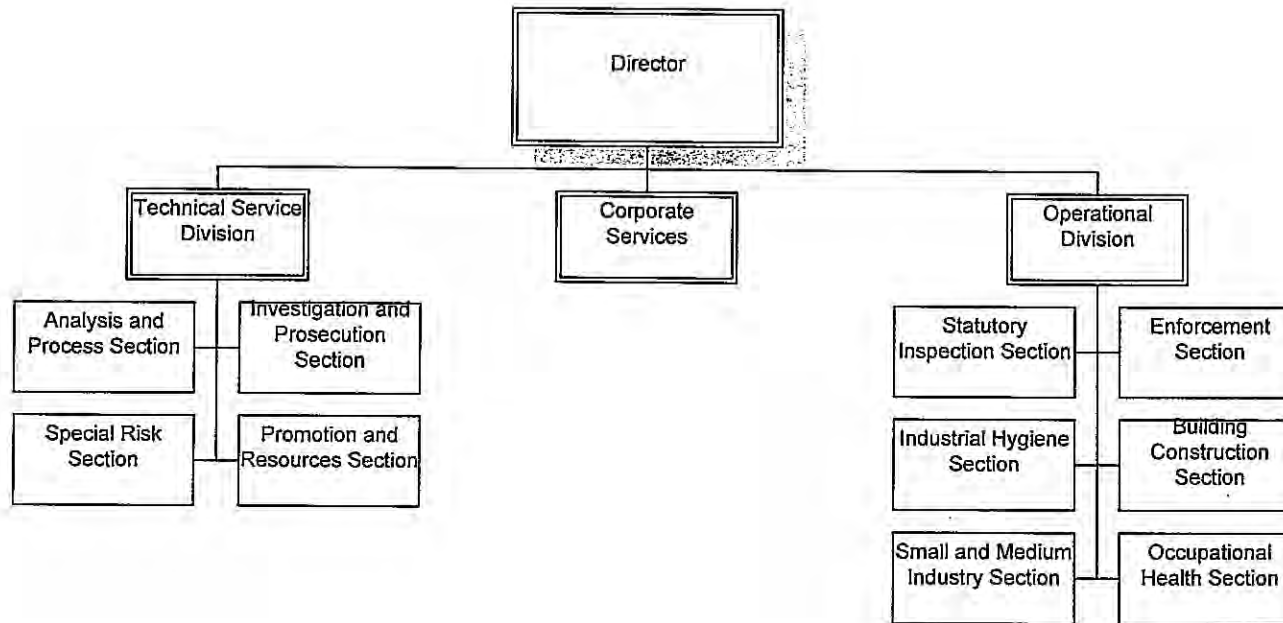 Director
Technical Service
Division
Corporate
Services
Operational
Division
Analysis and
Process Section
Investigation and
Prosecution
Section
Special Risk
Section
Promotion and
Resources Section
Statutory
Inspection Section
Enforcement
Section
Industrial Hygiene
Section
Building
Construction
Section
Small and Medium
Industry Section
Occupational
Health Section